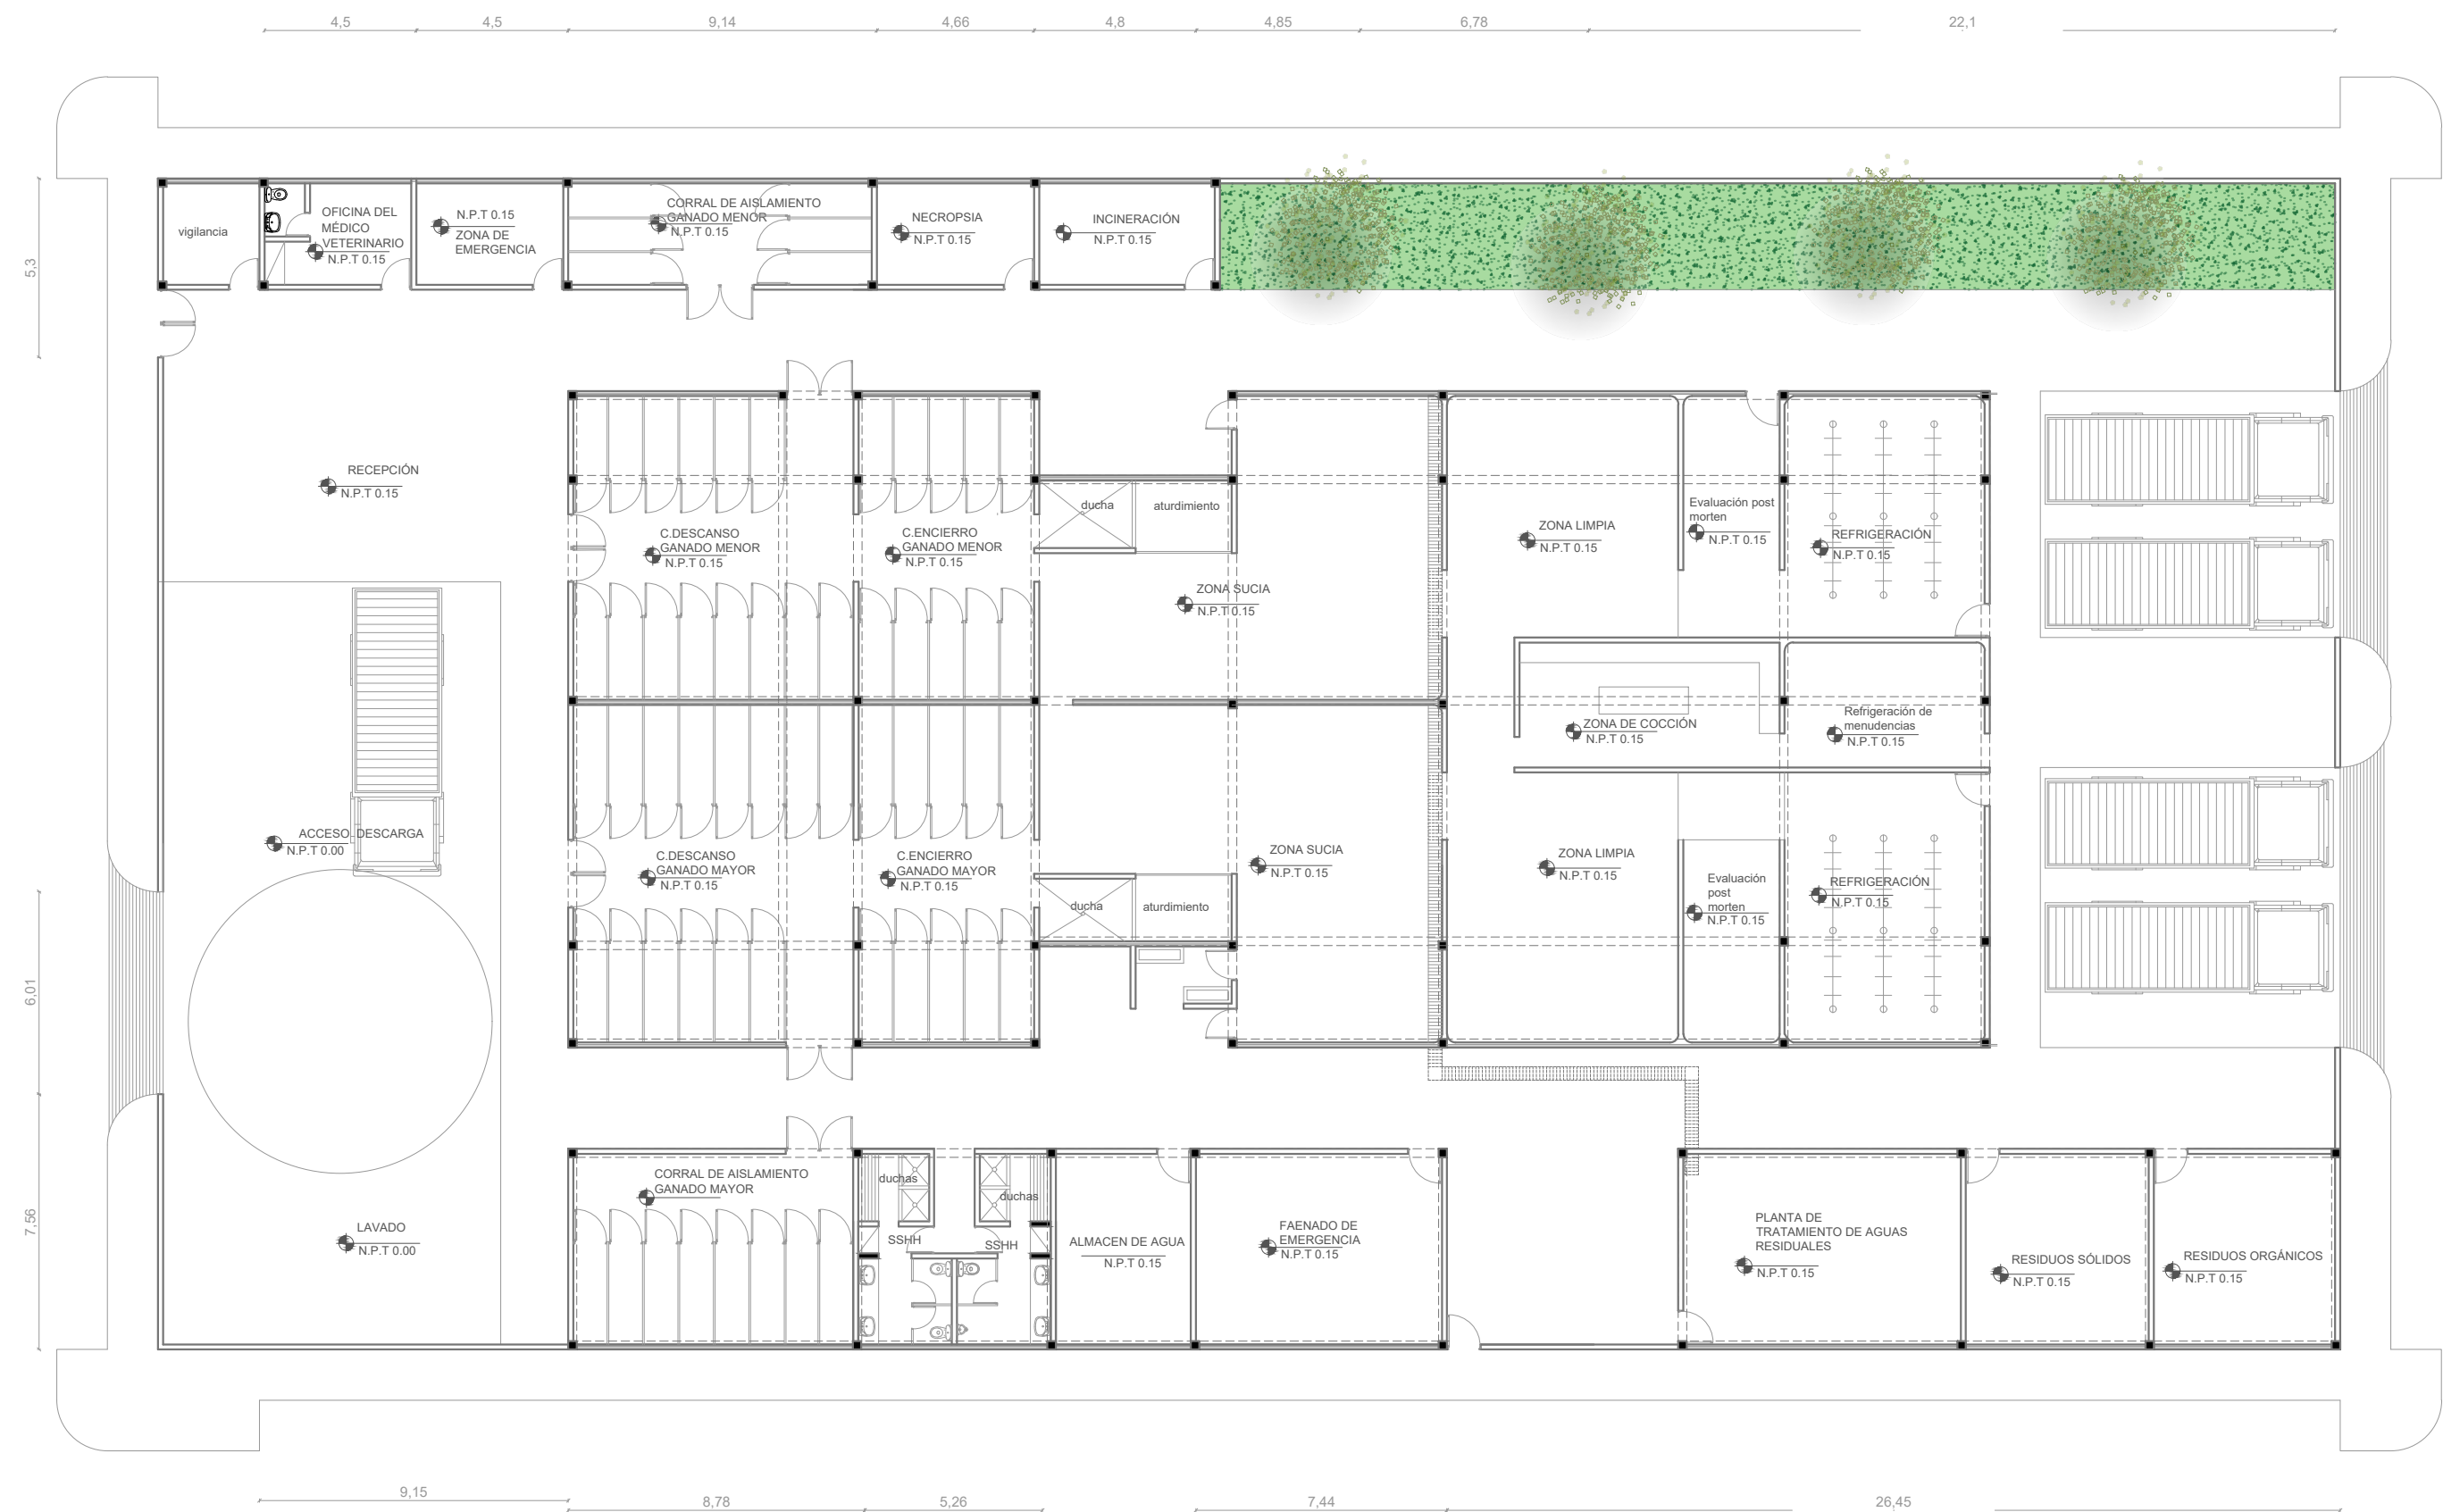 4,5
4,5
9,14
4,66
4,8
4,85
6,78
22,1
5,3
6,01
7,56
vigilancia
OFICINA DEL
MÉDICO
VETERINARIO
N.P.T 0.15
N.P.T 0.15
ZONA DE
EMERGENCIA
CORRAL DE AISLAMIENTO
GANADO MENOR
N.P.T 0.15
NECROPSIA
N.P.T 0.15
INCINERACIÓN
N.P.T 0.15
RECEPCIÓN
N.P.T 0.15
C.DESCANSO
GANADO MENOR
N.P.T 0.15
C.ENCIERRO
GANADO MENOR
N.P.T 0.15
ducha
aturdimiento
ZONA SUCIA
N.P.T 0.15
ZONA LIMPIA
N.P.T 0.15
Evaluación post
morten
N.P.T 0.15
REFRIGERACIÓN
N.P.T 0.15
ZONA DE COCCIÓN
N.P.T 0.15
Refrigeración de
menudencias
N.P.T 0.15
ACCESO-DESCARGA
N.P.T 0.00
C.DESCANSO
GANADO MAYOR
N.P.T 0.15
C.ENCIERRO
GANADO MAYOR
N.P.T 0.15
ducha
aturdimiento
ZONA SUCIA
N.P.T 0.15
ZONA LIMPIA
N.P.T 0.15
Evaluación
post
morten
N.P.T 0.15
REFRIGERACIÓN
N.P.T 0.15
LAVADO
N.P.T 0.00
CORRAL DE AISLAMIENTO
GANADO MAYOR
duchas
duchas
SSHH
SSHH
ALMACEN DE AGUA
N.P.T 0.15
FAENADO DE
EMERGENCIA
N.P.T 0.15
PLANTA DE
TRATAMIENTO DE AGUAS
RESIDUALES
N.P.T 0.15
RESIDUOS SÓLIDOS
N.P.T 0.15
RESIDUOS ORGÁNICOS
N.P.T 0.15
9,15
8,78
5,26
7,44
26,45